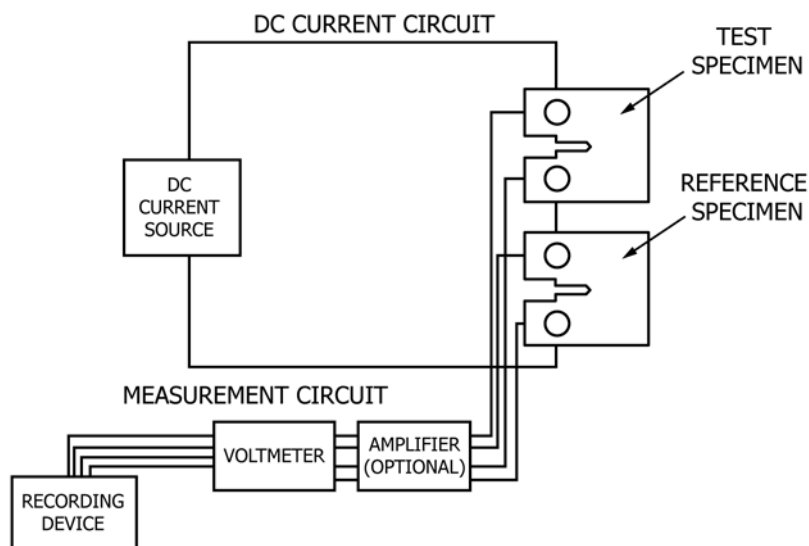 DC CURRENT CIRCUIT
TEST
SPECIMEN
DC
CURRENT
SOURCE
REFERENCE
SPECIMEN
MEASUREMENT CIRCUIT
VOLTMETER
AMPLIFIER
(OPTIONAL)
RECORDING
DEVICE